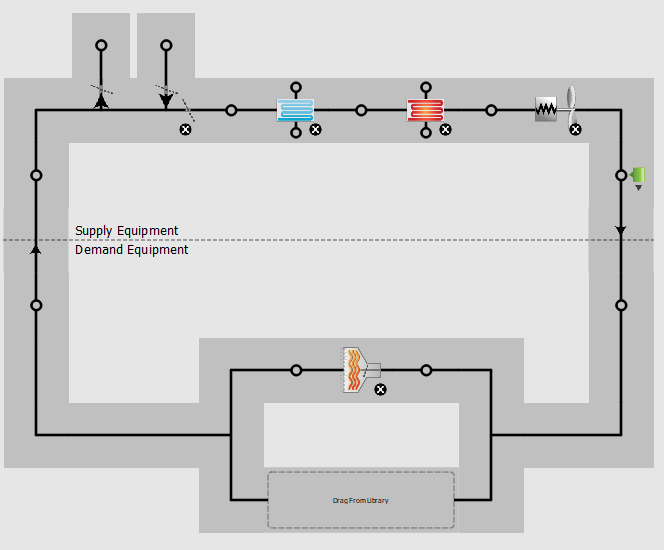 Supply Equipment
Demand Equipment
Drag From Library